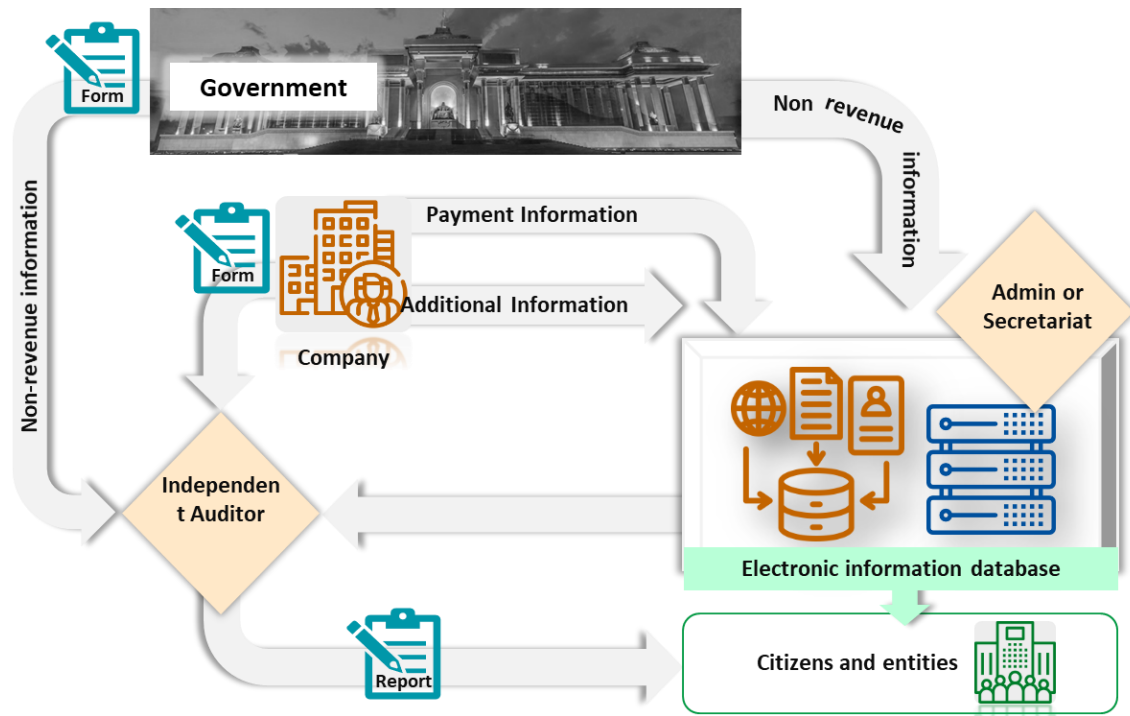 Form
Government
Non revenue information
Non-revenue information
Form
Payment Information
Additional Information
Company
Admin or
Secretariat
Independen
t Auditor
Electronic information database
Report
Citizens and entities